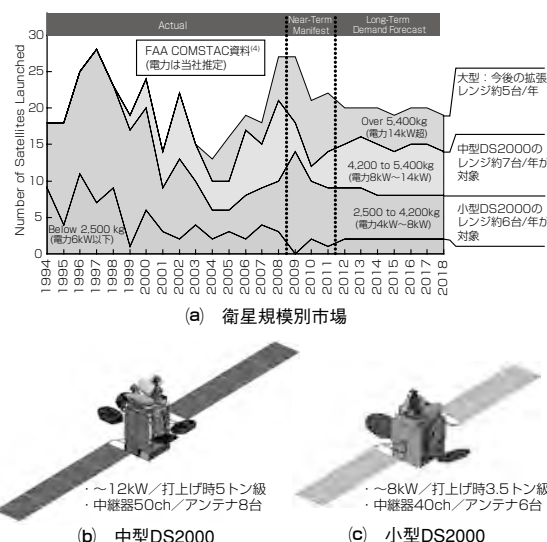 Actual
Near-Term
Manifest
Long-Term
Demand Forecast
Number of Satellites Launched
30
25
20
15
10
5
0
FAA COMSTAC資料(4)
(電力は当社推定)
Over 5,400kg
(電力14kW超)
4,200 to 5,400kg
(電力8kW～14kW)
2,500 to 4,200kg
(電力4kW～8kW)
Below 2,500 kg
(電力6kW以下)
大型：今後の拡張
レンジ約5台/年
中型DS2000の
レンジ約7台/年が
対象
小型DS2000の
レンジ約6台/年が
対象
1994
1995
1996
1997
1998
1999
2000
2001
2002
2003
2004
2005
2006
2007
2008
2009
2010
2011
2012
2013
2014
2015
2016
2017
2018
(a) 衛星規模別市場
・～12kW／打上げ時5トン級
・中継器50ch／アンテナ8台
(b) 中型DS2000
・～8kW／打上げ時3.5トン級
・中継器40ch／アンテナ6台
(c) 小型DS2000